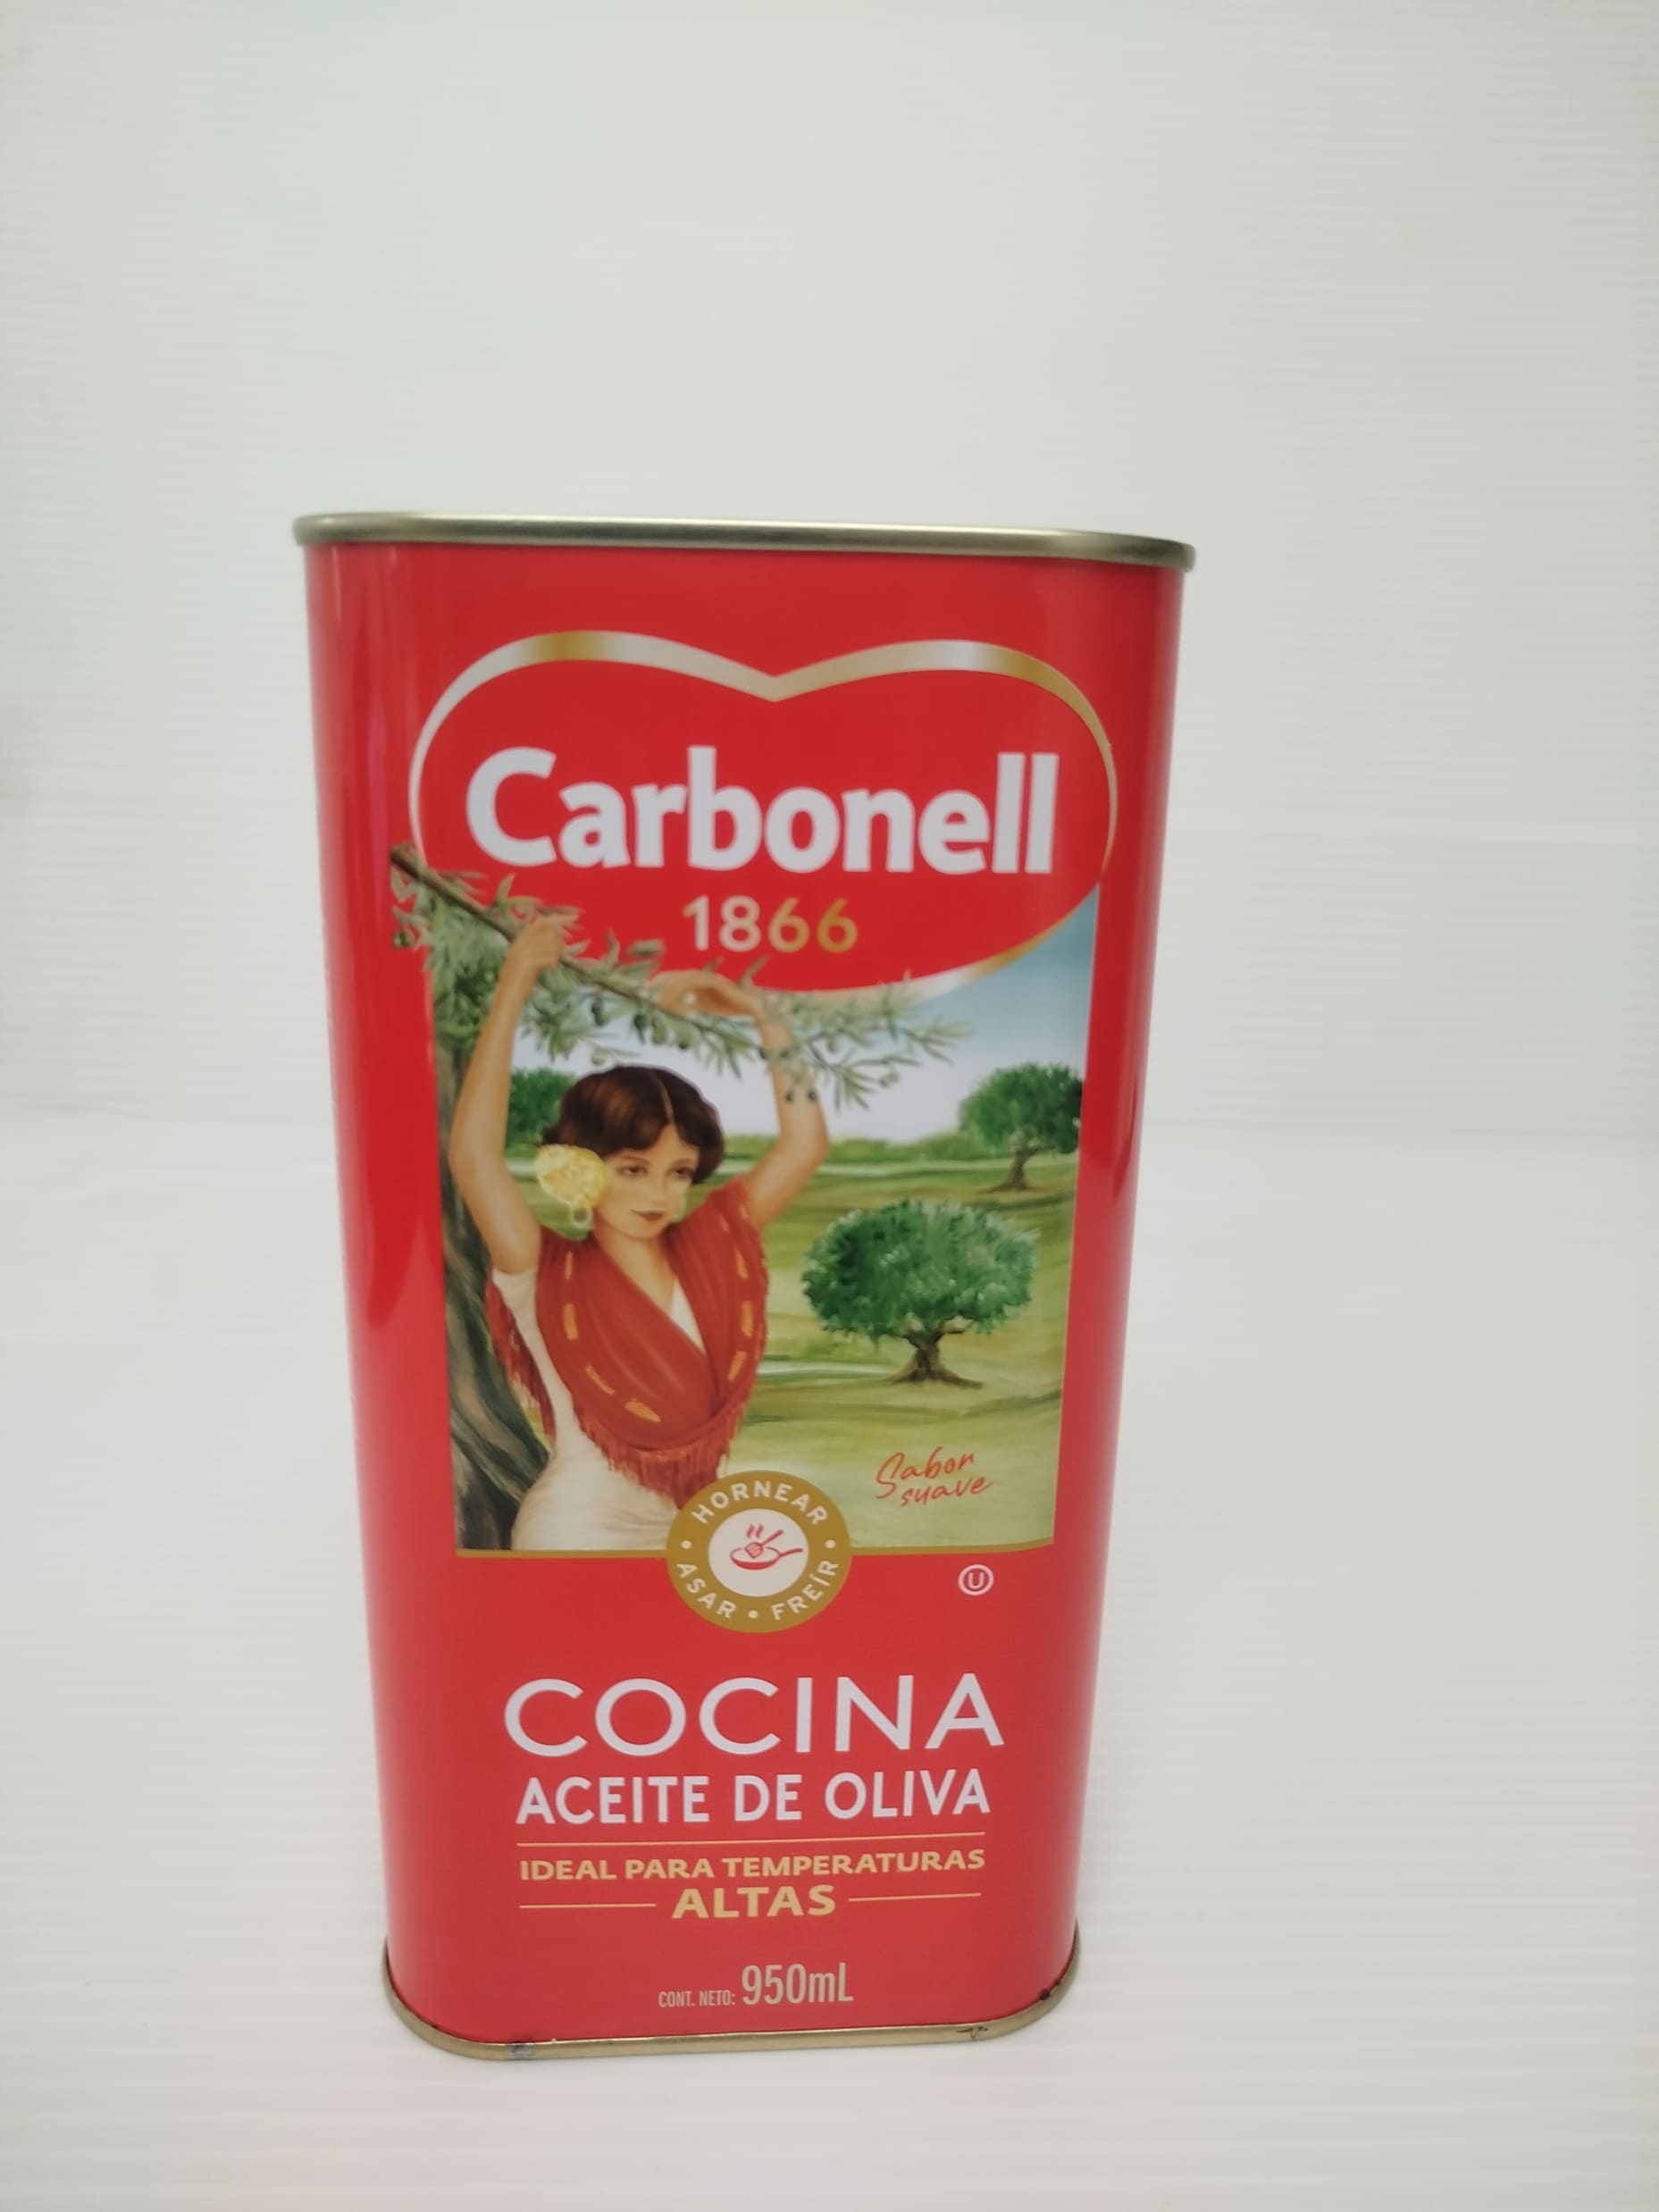 Carbonell
1866
Sabor
suave
HORNEAR
• ASAR • FREÍR •
U
COCINA
ACEITE DE OLIVA
IDEAL PARA TEMPERATURAS
ALTAS
CONT. NETO: 950mL